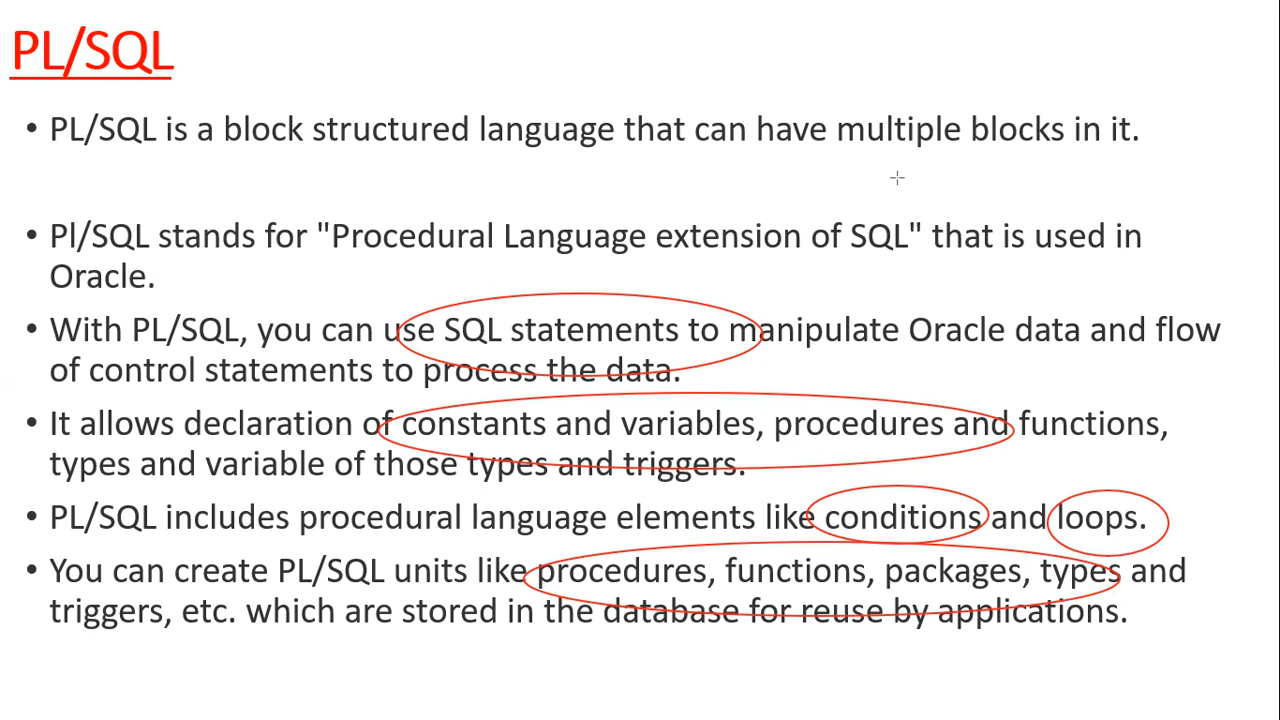 PL/SQL
• PL/SQL is a block structured language that can have multiple blocks in it.
• Pl/SQL stands for "Procedural Language extension of SQL" that is used in
Oracle.
• With PL/SQL, you can use SQL statements to manipulate Oracle data and flow
of control statements to process the data.
• It allows declaration of constants and variables, procedures and functions,
types and variable of those types and triggers.
• PL/SQL includes procedural language elements like conditions and loops.
• You can create PL/SQL units like procedures, functions, packages, types and
triggers, etc. which are stored in the database for reuse by applications.